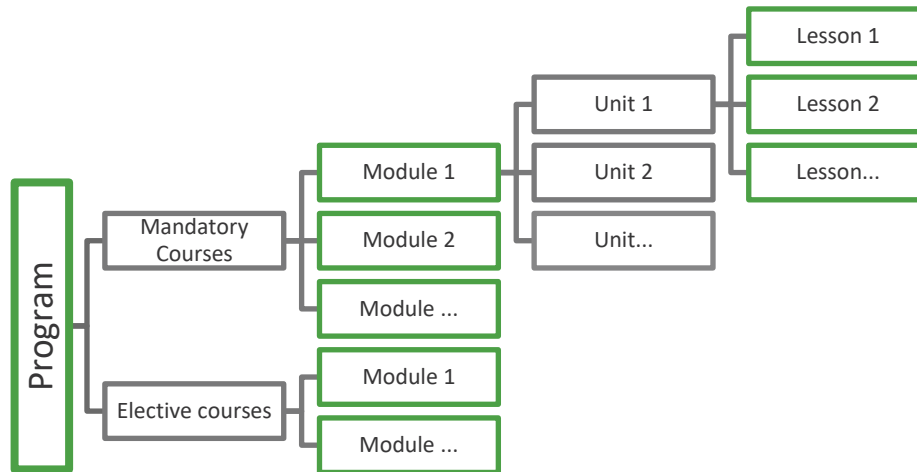 Program
Mandatory
Courses
Elective courses
Module 1
Module 2
Module ...
Module 1
Module ...
Unit 1
Unit 2
Unit...
Lesson 1
Lesson 2
Lesson...